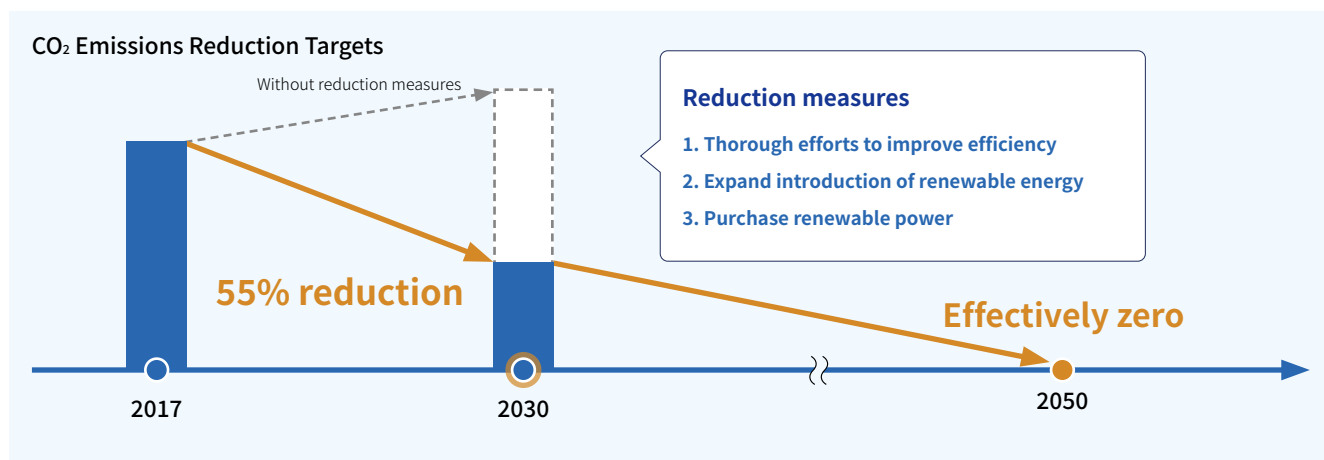 CO₂ Emissions Reduction Targets
Without reduction measures
Reduction measures
1. Thorough efforts to improve efficiency
2. Expand introduction of renewable energy
3. Purchase renewable power
55% reduction
Effectively zero
2017
2030
2050